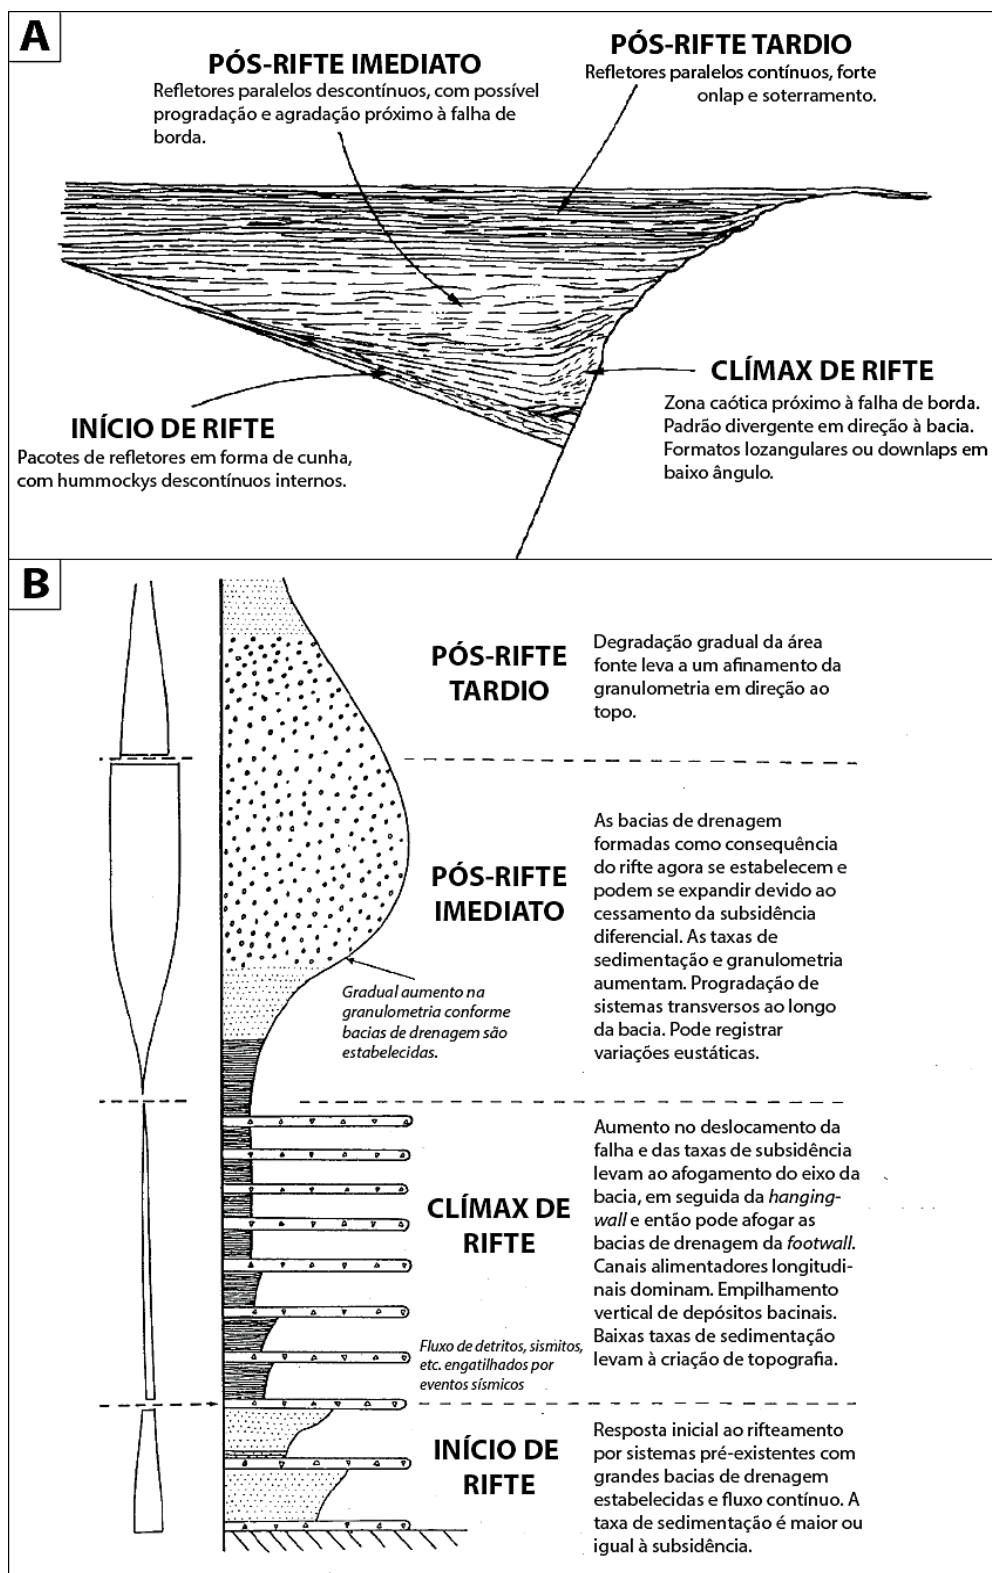 A
PÓS-RIFTE IMEDIATO
Refletores paralelos descontínuos, com possível
progradação e agradação próximo à falha de
borda.
PÓS-RIFTE TARDIO
Refletores paralelos contínuos, forte
onlap e soterramento.
CLÍMAX DE RIFTE
Zona caótica próximo à falha de borda.
Padrão divergente em direção à bacia.
Formatos lozangulares ou downlaps em
baixo ângulo.
INÍCIO DE RIFTE
Pacotes de refletores em forma de cunha,
com hummockys descontínuos internos.
B
PÓS-RIFTE
TARDIO
Degradação gradual da área
fonte leva a um afinamento da
granulometria em direção ao
topo.
PÓS-RIFTE
IMEDIATO
As bacias de drenagem
formadas como consequência
do rifte agora se estabelecem e
podem se expandir devido ao
cessamento da subsidência
diferencial. As taxas de
sedimentação e granulometria
aumentam. Progradação de
sistemas transversos ao longo
da bacia. Pode registrar
variações eustáticas.
Gradual aumento na
granulometria conforme
bacias de drenagem são
estabelecidas.
CLÍMAX DE
RIFTE
Aumento no deslocamento da
falha e das taxas de subsidência
levam ao afogamento do eixo da
bacia, em seguida da hanging-
wall e então pode afogar as
bacias de drenagem da footwall.
Canais alimentadores longitudi-
nais dominam. Empilhamento
vertical de depósitos bacinais.
Baixas taxas de sedimentação
levam à criação de topografia.
Fluxo de detritos, sismitos,
etc. engatilhados por
eventos sísmicos
INÍCIO DE
RIFTE
Resposta inicial ao rifteamento
por sistemas pré-existentes com
grandes bacias de drenagem
estabelecidas e fluxo contínuo. A
taxa de sedimentação é maior ou
igual à subsidência.